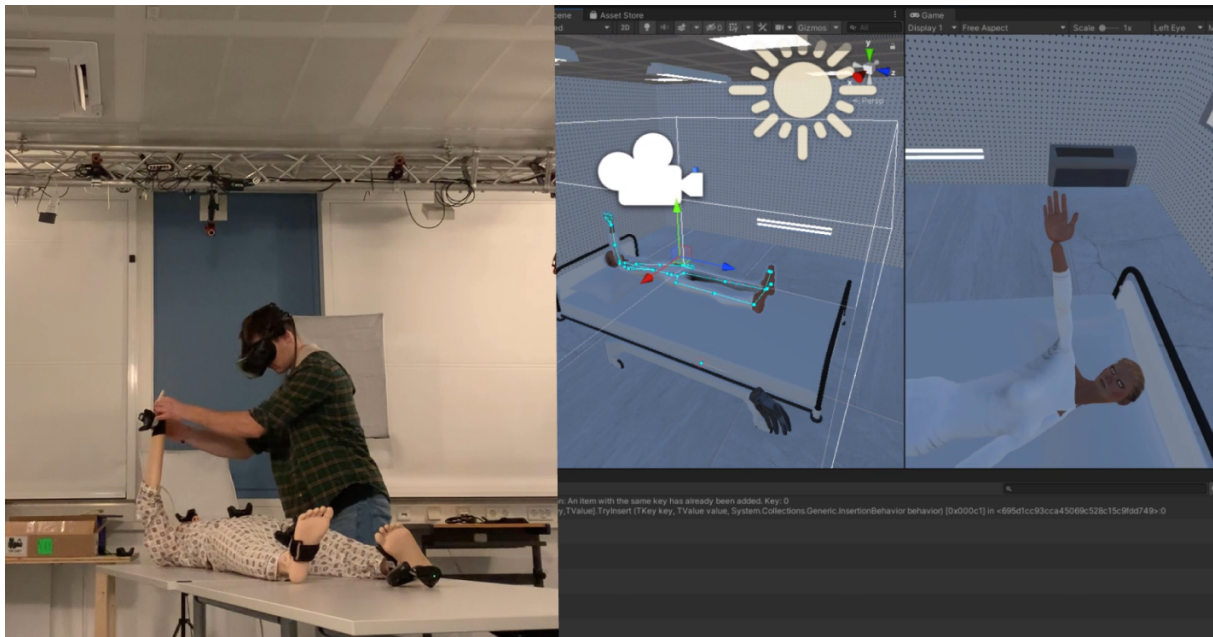 Asset Store
2D
0
Gizmos
All
y
z
Persp
Game
Display 1
Free Aspect
Scale
1x
Left Eye
n: An item with the same key has already been added. Key: 0
y,TValue].TryInsert (TKey key, TValue value, System.Collections.Generic.InsertionBehavior behavior) [0x000c1] in <695d1cc93cca45069c528c15c9fdd749>:0